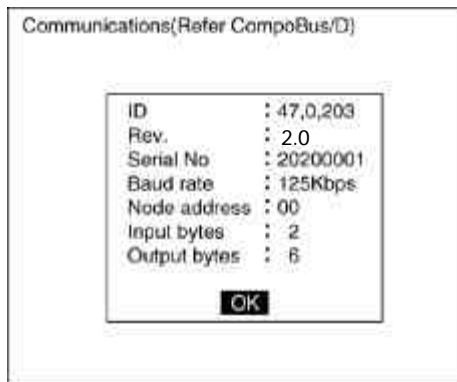 Communications(Refer CompoBus/D)
ID : 47,0,203
Rev. : 2.0
Serial No : 20200001
Baud rate : 125Kbps
Node address : 00
Input bytes : 2
Output bytes : 6
OK